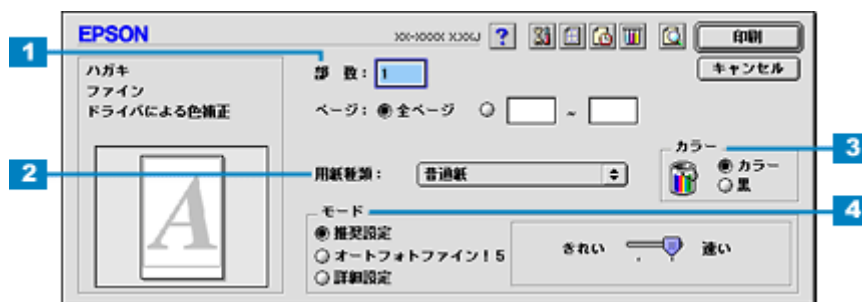 EPSON
XX-XXXX X.XXJ
?
印刷
1
部 数: 1
キャンセル
ハガキ
ファイン
ドライバによる色補正
ページ: 全ページ ~
カラー
3
カラー
黒
2
用紙種類: 普通紙
A
モード
4
推奨設定
オートフォトファイン!5
詳細設定
きれい 速い